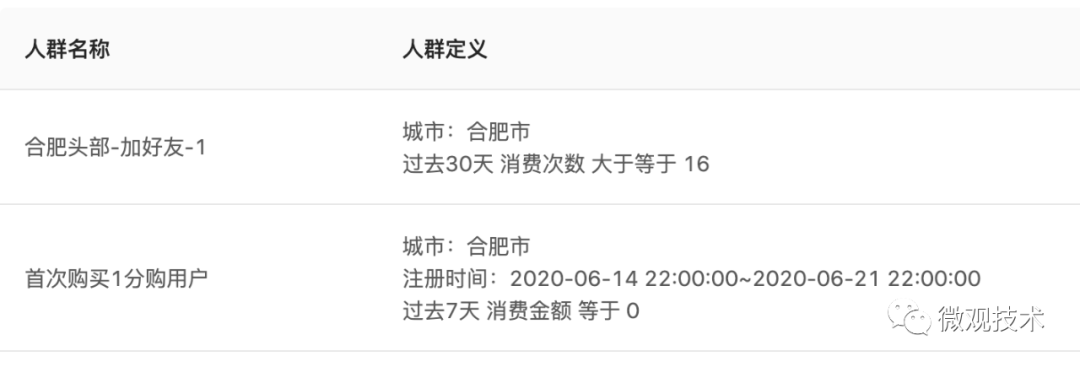 人群名称
人群定义
合肥头部-加好友-1
城市：合肥市
过去30天 消费次数 大于等于 16
首次购买1分购用户
城市：合肥市
注册时间：2020-06-14 22:00:00~2020-06-21 22:00:00
过去7天 消费金额 等于 0
微观技术